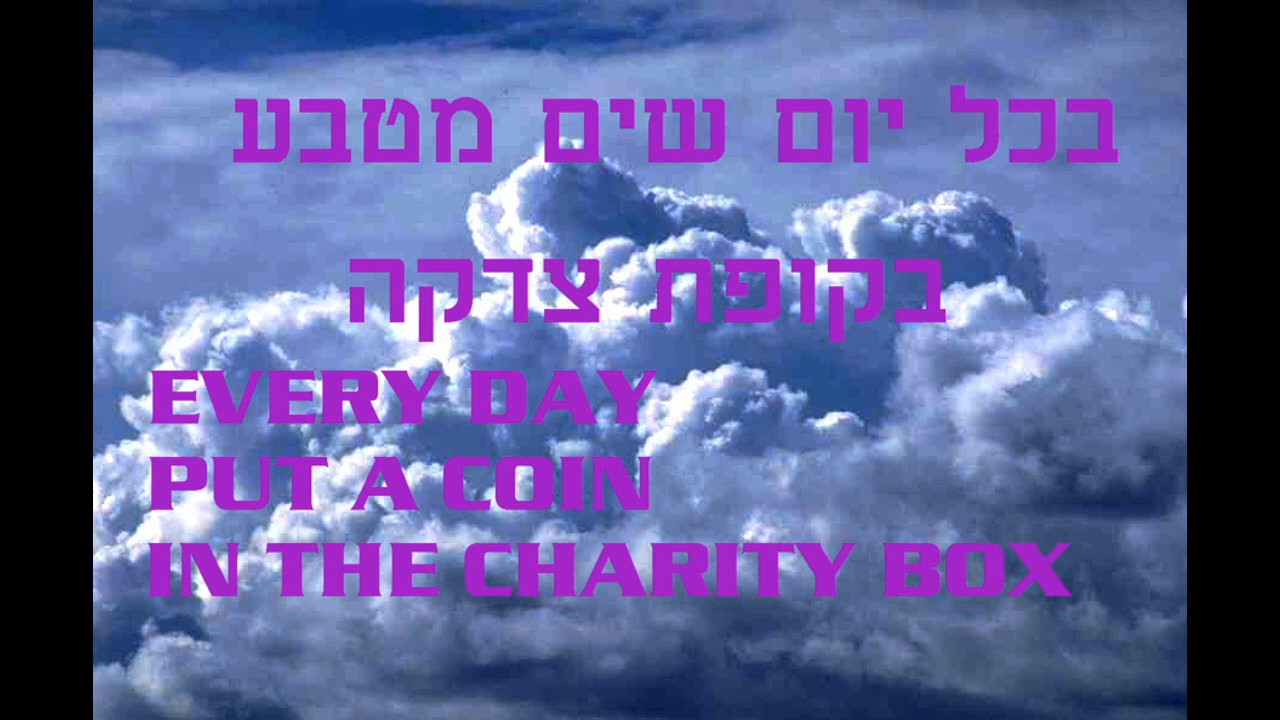 בכל יום שים מטבע
בקופת צדקה
EVERY DAY
PUT A COIN
IN THE CHARITY BOX